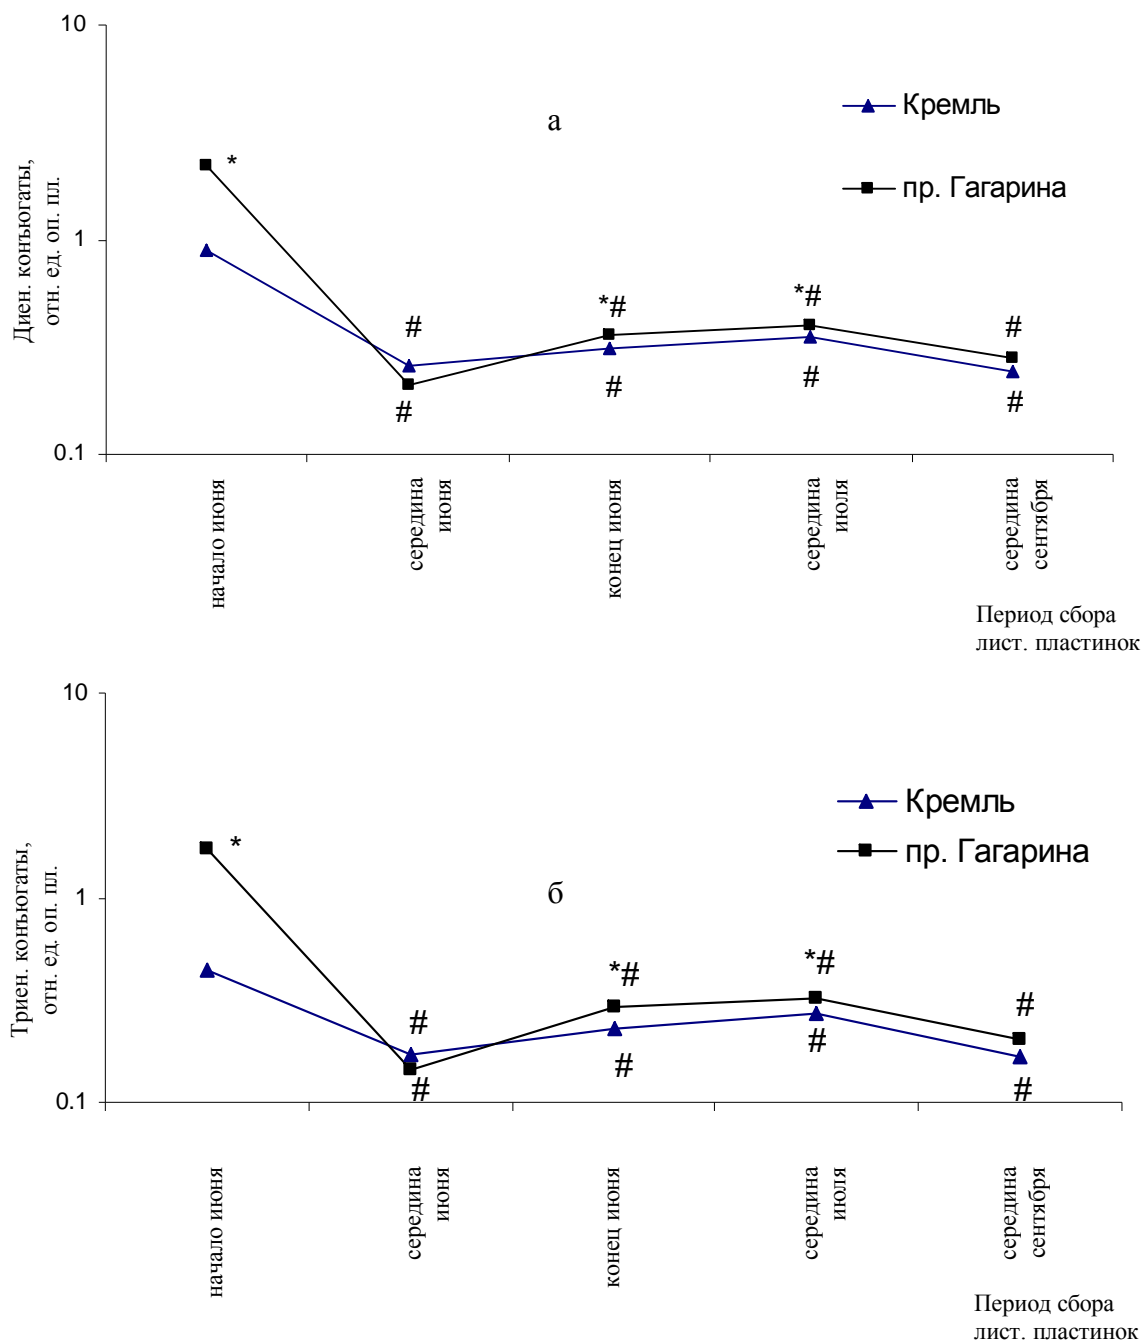 10
Кремль
а
пр. Гагарина
*
Диен. конъюгаты,
отн. ед. оп. пл.
1
*#
*#
#
#
#
#
#
#
0.1
начало июня
середина
июня
конец июня
середина
июля
середина
сентября
Период сбора
лист. пластинок
10
Кремль
пр. Гагарина
*
Триен. конъюгаты,
отн. ед. оп. пл.
1
б
*#
*#
#
#
#
#
#
#
0.1
начало июня
середина
июня
конец июня
середина
июля
середина
сентября
Период сбора
лист. пластинок